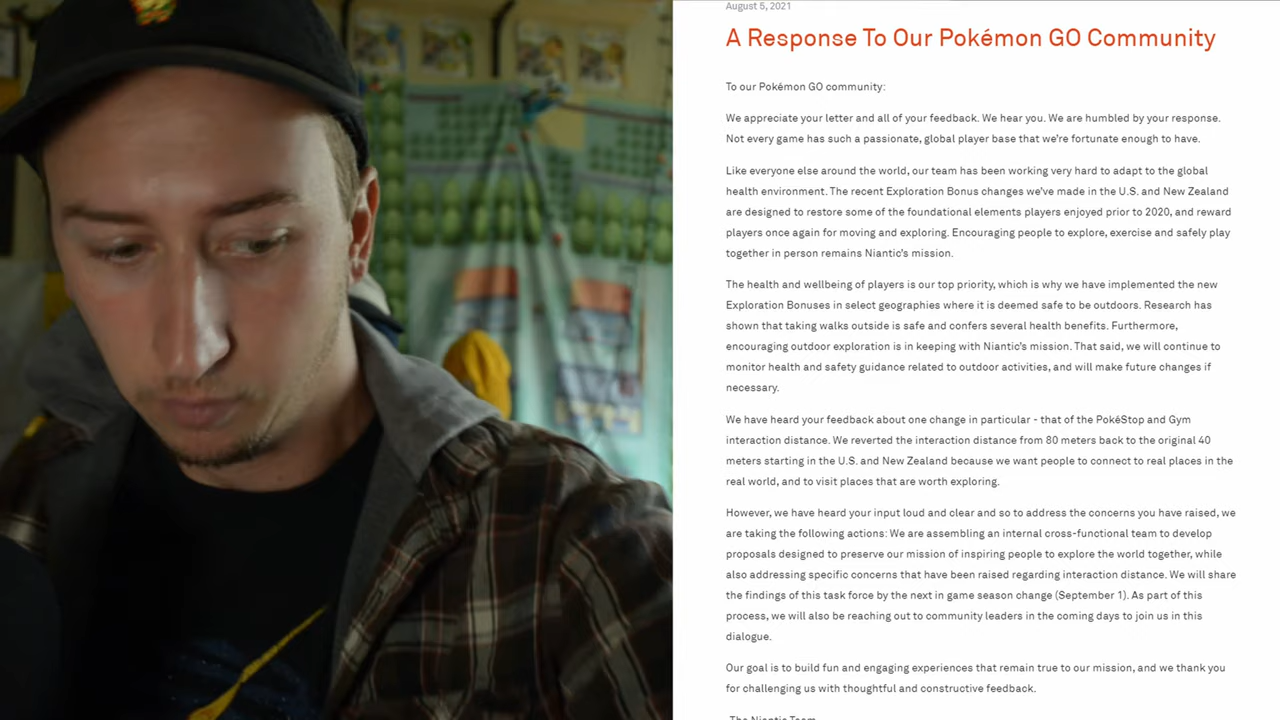 August 5, 2021
A Response To Our Pokémon GO Community
To our Pokémon GO community:
We appreciate your letter and all of your feedback. We hear you. We are humbled by your response.
Not every game has such a passionate, global player base that we're fortunate enough to have.
Like everyone else around the world, our team has been working very hard to adapt to the global
health environment. The recent Exploration Bonus changes we've made in the U.S. and New Zealand
are designed to restore some of the foundational elements players enjoyed prior to 2020, and reward
players once again for moving and exploring. Encouraging people to explore, exercise and safely play
together in person remains Niantic's mission.
The health and wellbeing of players is our top priority, which is why we have implemented the new
Exploration Bonuses in select geographies where it is deemed safe to be outdoors. Research has
shown that taking walks outside is safe and confers several health benefits. Furthermore,
encouraging outdoor exploration is in keeping with Niantic's mission. That said, we will continue to
monitor health and safety guidance related to outdoor activities, and will make future changes if
necessary.
We have heard your feedback about one change in particular - that of the PokéStop and Gym
interaction distance. We reverted the interaction distance from 80 meters back to the original 40
meters starting in the U.S. and New Zealand because we want people to connect to real places in the
real world, and to visit places that are worth exploring.
However, we have heard your input loud and clear and so to address the concerns you have raised, we
are taking the following actions: We are assembling an internal cross-functional team to develop
proposals designed to preserve our mission of inspiring people to explore the world together, while
also addressing specific concerns that have been raised regarding interaction distance. We will share
the findings of this task force by the next in game season change (September 1). As part of this
process, we will also be reaching out to community leaders in the coming days to join us in this
dialogue.
Our goal is to build fun and engaging experiences that remain true to our mission, and we thank you
for challenging us with thoughtful and constructive feedback.
-The Niantic Team